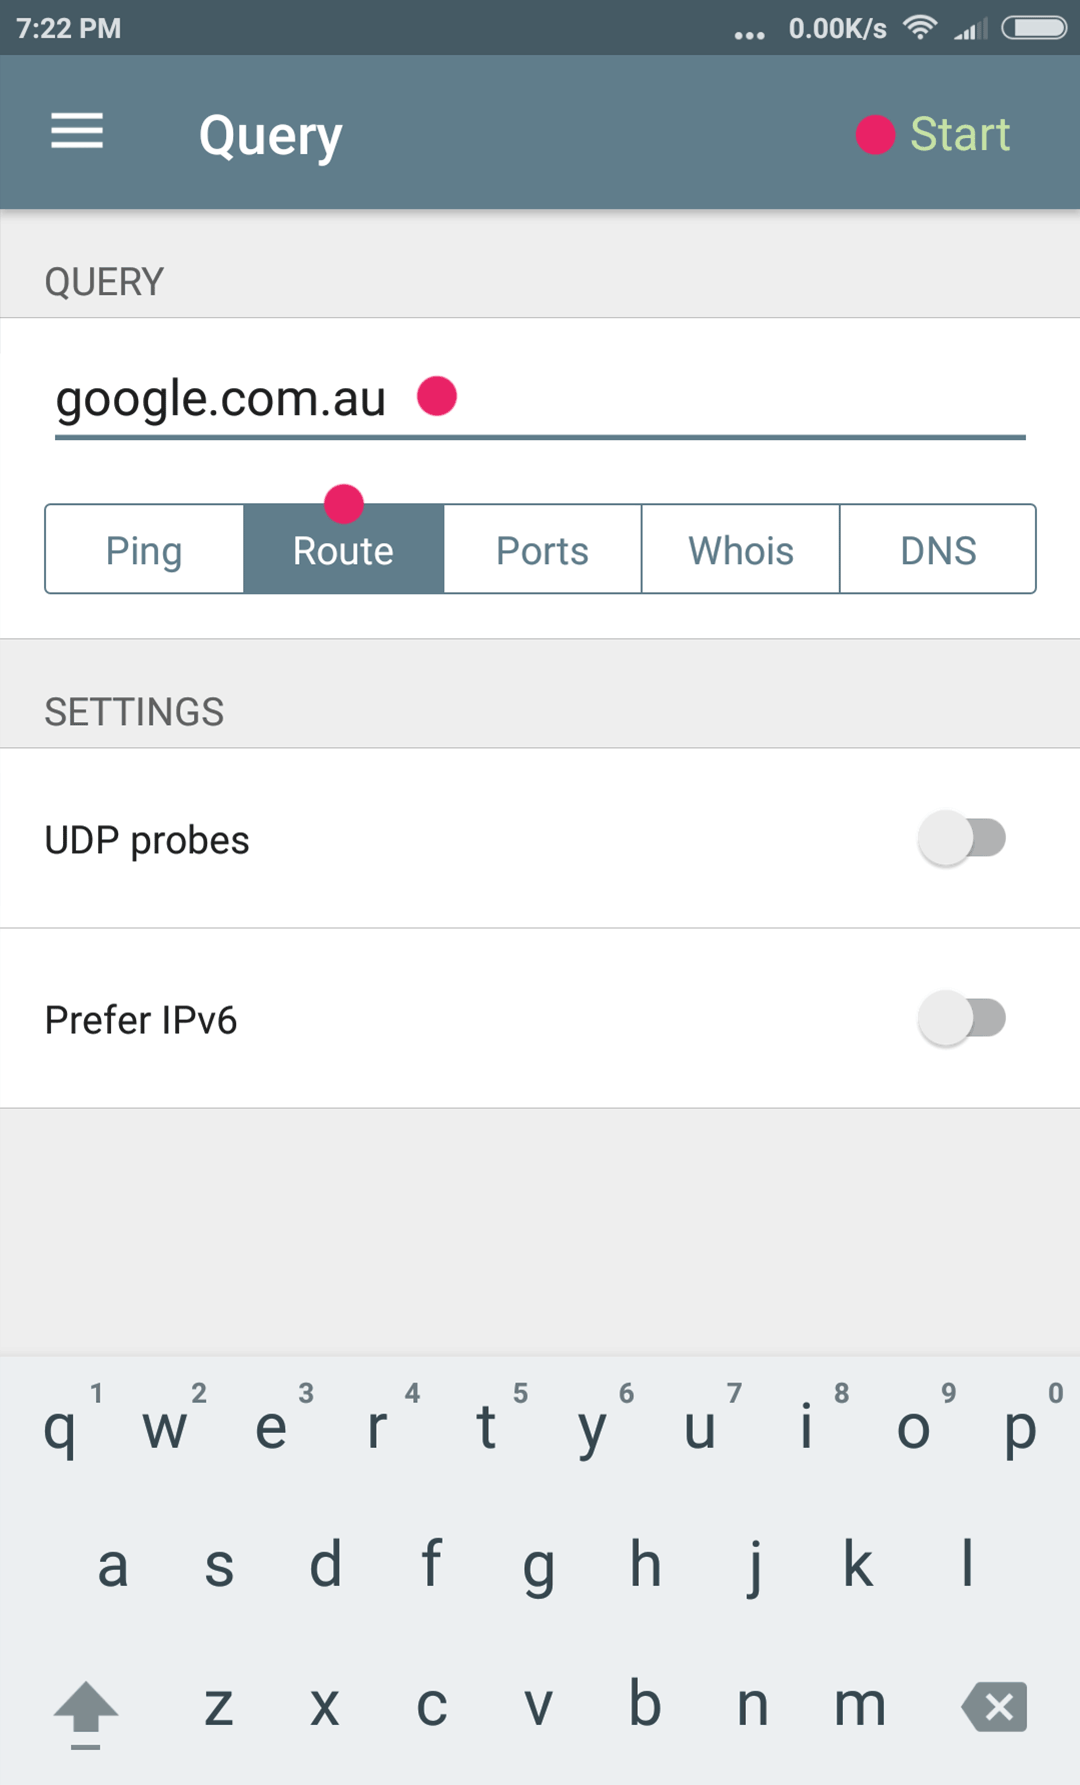 7:22 PM ... 0.00K/s
Query Start
QUERY
google.com.au
Ping Route Ports Whois DNS
SETTINGS
UDP probes
Prefer IPv6
1 2 3 4 5 6 7 8 9 0
q w e r t y u i o p
a s d f g h j k l
z x c v b n m